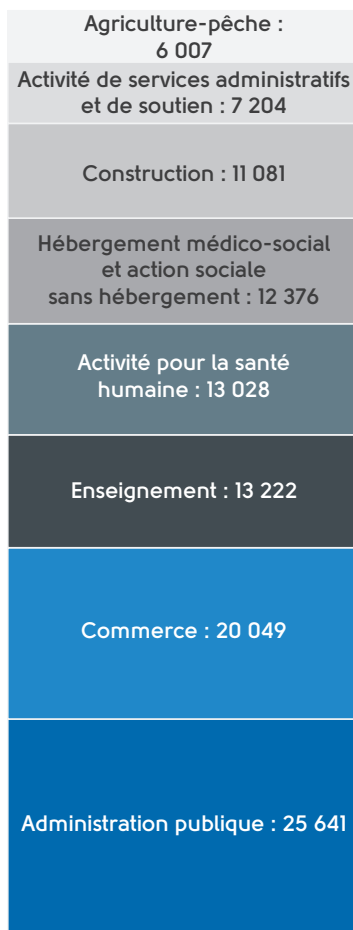 Agriculture-pêche :
6 007
Activité de services administratifs
et de soutien : 7 204
Construction : 11 081
Hébergement médico-social
et action sociale
sans hébergement : 12 376
Activité pour la santé
humaine : 13 028
Enseignement : 13 222
Commerce : 20 049
Administration publique : 25 641